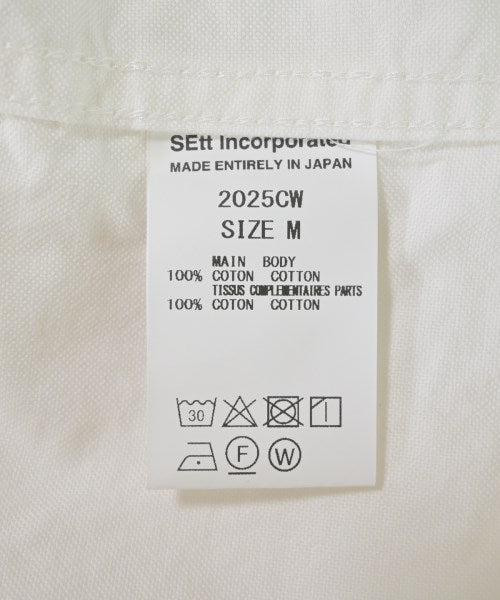 SEtt Incorporated
MADE ENTIRELY IN JAPAN
2025CW
SIZE M
MAIN BODY
100% COTON COTTON
TISSUS COMPLEMENTAIRES PARTS
100% COTON COTTON
30
F W